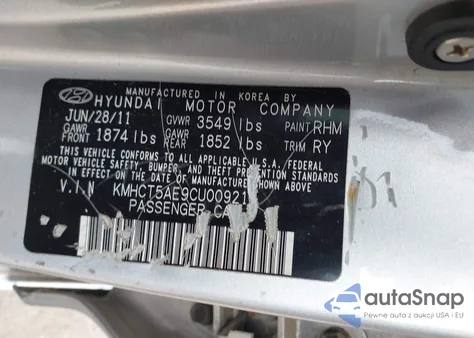 HYUNDAI
MANUFACTURED IN KOREA BY
MOTOR COMPANY
JUN/28/11 GVWR 3549 lbs PAINT RHM
GAWR FRONT 1874 lbs GAWR REAR 1852 lbs TRIM RY
THIS VEHICLE CONFORMS TO ALL APPLICABLE U.S.A. FEDERAL
MOTOR VEHICLE SAFETY, BUMPER, AND THEFT PREVENTION STANDARDS
IN EFFECT ON THE DATE OF MANUFACTURE SHOWN ABOVE.
V.I.N
PASSENGER CAR
autoSnap
Pewne auta z aukcji USA i EU